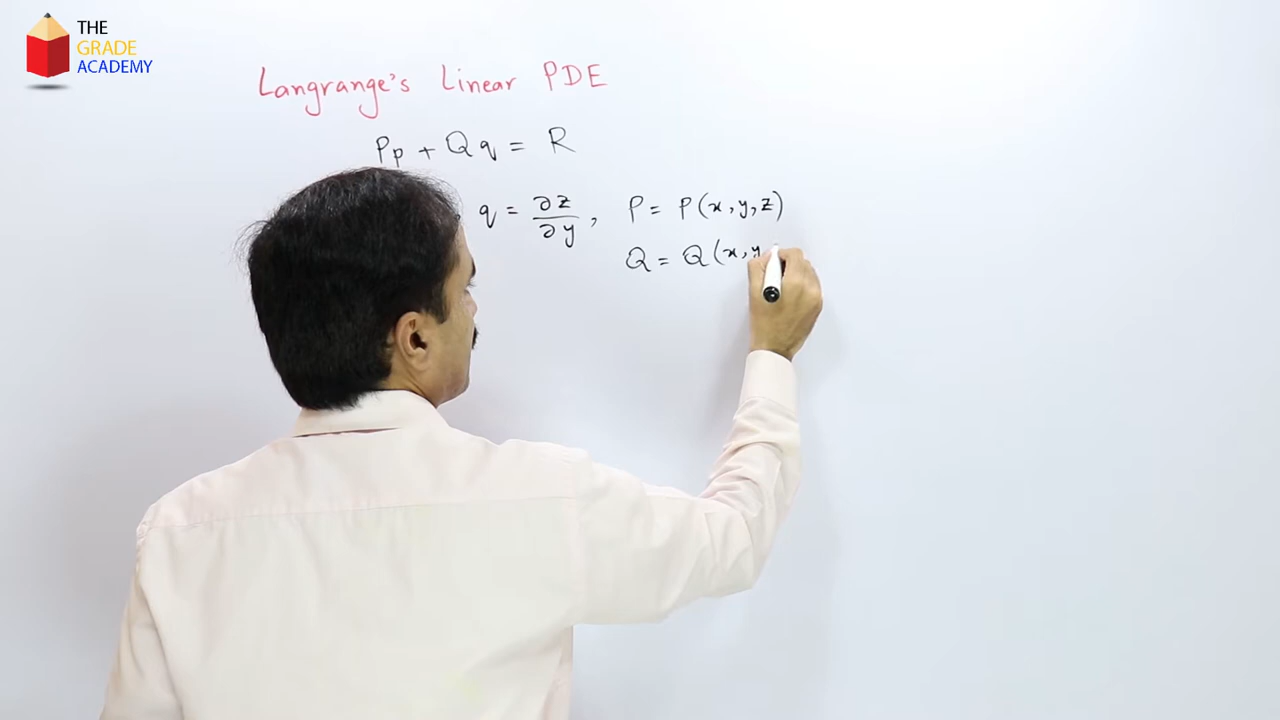 THE
GRADE
ACADEMY
Langrange's Linear PDE
Pp + Qq = R
q = ∂z/∂y, P = P(x,y,z)
Q = Q(x,y